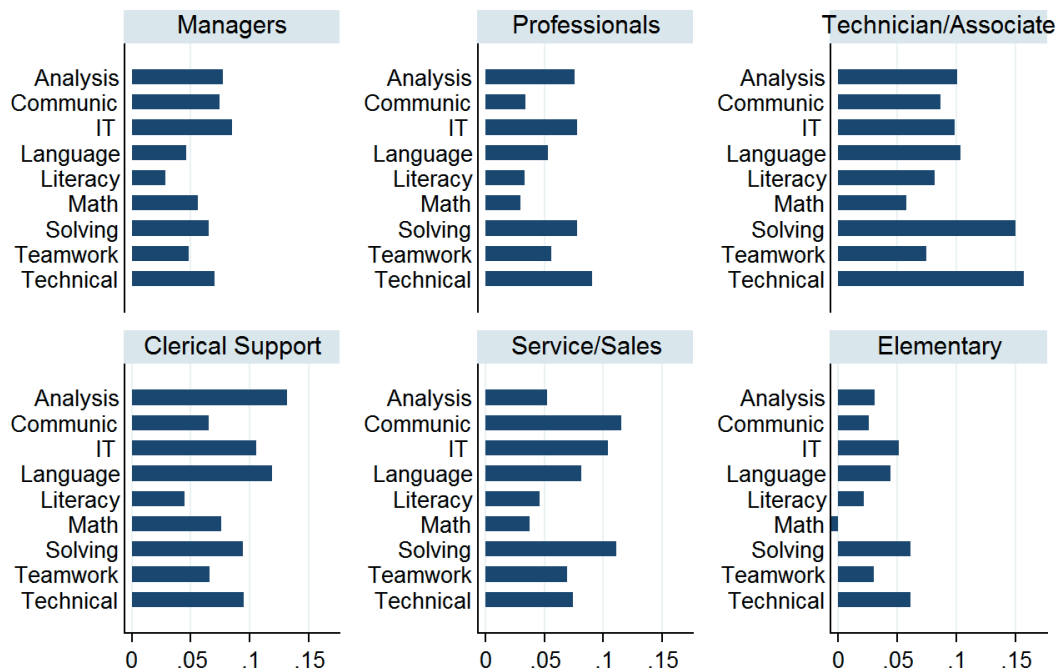 Managers
Analysis
Communic
IT
Language
Literacy
Math
Solving
Teamwork
Technical
Professionals
Analysis
Communic
IT
Language
Literacy
Math
Solving
Teamwork
Technical
Technician/Associate
Analysis
Communic
IT
Language
Literacy
Math
Solving
Teamwork
Technical
Clerical Support
Analysis
Communic
IT
Language
Literacy
Math
Solving
Teamwork
Technical
0 .05 .1 .15
Service/Sales
Analysis
Communic
IT
Language
Literacy
Math
Solving
Teamwork
Technical
0 .05 .1 .15
Elementary
Analysis
Communic
IT
Language
Literacy
Math
Solving
Teamwork
Technical
0 .05 .1 .15